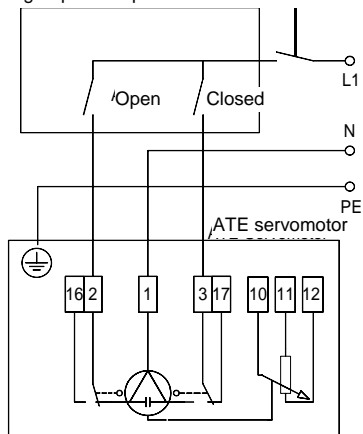 Open Closed
L1
N
PE
ATE servomotor
16 2 1 3 17 10 11 12